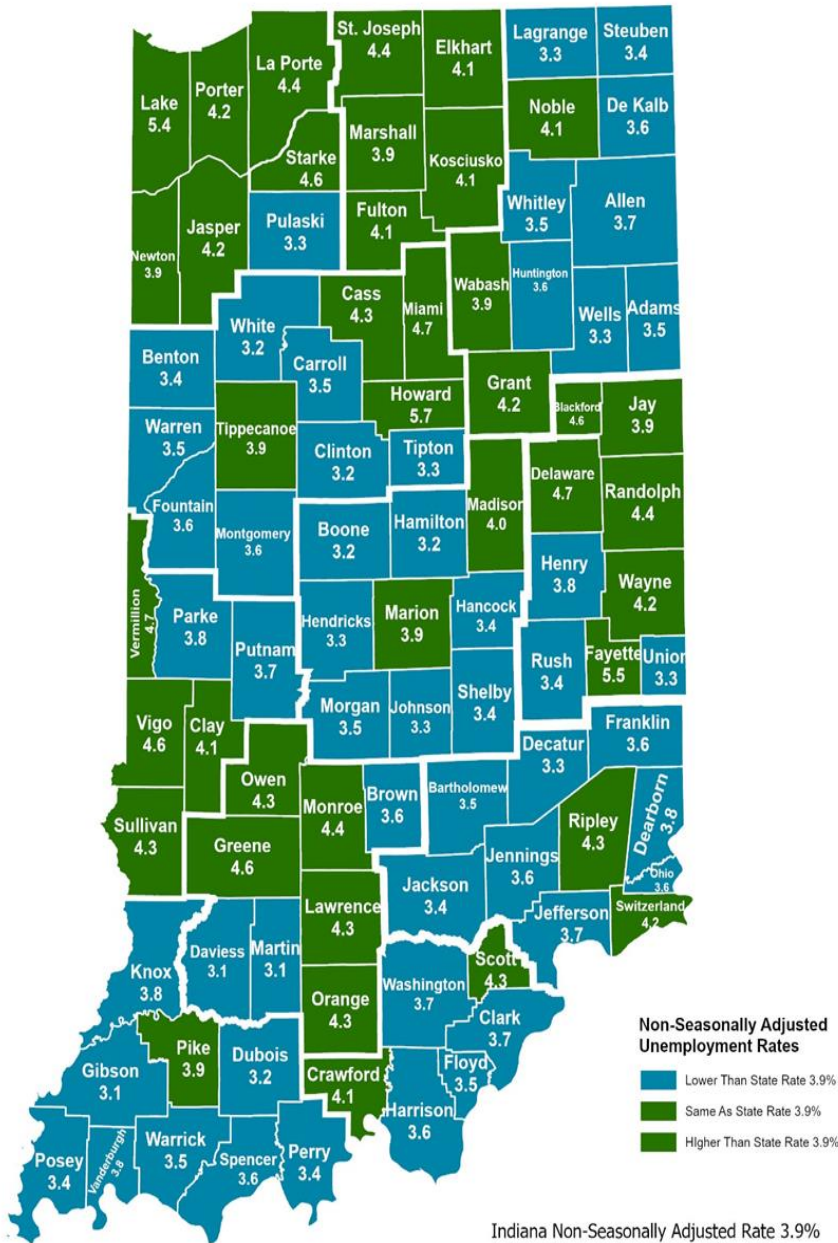 St. Joseph
4.4
Elkhart
4.1
Lagrange
3.3
Steuben
3.4
La Porte
4.4
Porter
4.2
Lake
5.4
Noble
4.1
De Kalb
3.6
Marshall
3.9
Starke
4.6
Kosciusko
4.1
Whitley
3.5
Allen
3.7
Fulton
4.1
Pulaski
3.3
Jasper
4.2
Newton
3.9
Huntington
3.6
Wabash
3.9
Cass
4.3
Miami
4.7
Wells
3.3
Adams
3.5
White
3.2
Carroll
3.5
Benton
3.4
Grant
4.2
Howard
5.7
Blackford
4.6
Jay
3.9
Warren
3.5
Tippecanoe
3.9
Clinton
3.2
Tipton
3.3
Delaware
4.7
Randolph
4.4
Madison
4.0
Fountain
3.6
Montgomery
3.6
Boone
3.2
Hamilton
3.2
Henry
3.8
Wayne
4.2
Vermillion
4.7
Parke
3.8
Putnam
3.7
Hendricks
3.3
Marion
3.9
Hancock
3.4
Rush
3.4
Fayette
5.5
Union
3.3
Vigo
4.6
Clay
4.1
Morgan
3.5
Johnson
3.3
Shelby
3.4
Franklin
3.6
Decatur
3.3
Owen
4.3
Monroe
4.4
Brown
3.6
Bartholomew
3.5
Dearborn
3.8
Ripley
4.3
Sullivan
4.3
Greene
4.6
Jennings
3.6
Ohio
3.6
Jackson
3.4
Switzerland
4.2
Jefferson
3.7
Lawrence
4.3
Daviess
3.1
Martin
3.1
Knox
3.8
Scott
4.3
Washington
3.7
Orange
4.3
Clark
3.7
Pike
3.9
Dubois
3.2
Gibson
3.1
Crawford
4.1
Floyd
3.5
Harrison
3.6
Posey
3.4
Vanderburgh
3.8
Warrick
3.5
Spencer
3.6
Perry
3.4
Non-Seasonally Adjusted
Unemployment Rates
Lower Than State Rate 3.9%
Same As State Rate 3.9%
HIgher Than State Rate 3.9%
Indiana Non-Seasonally Adjusted Rate 3.9%